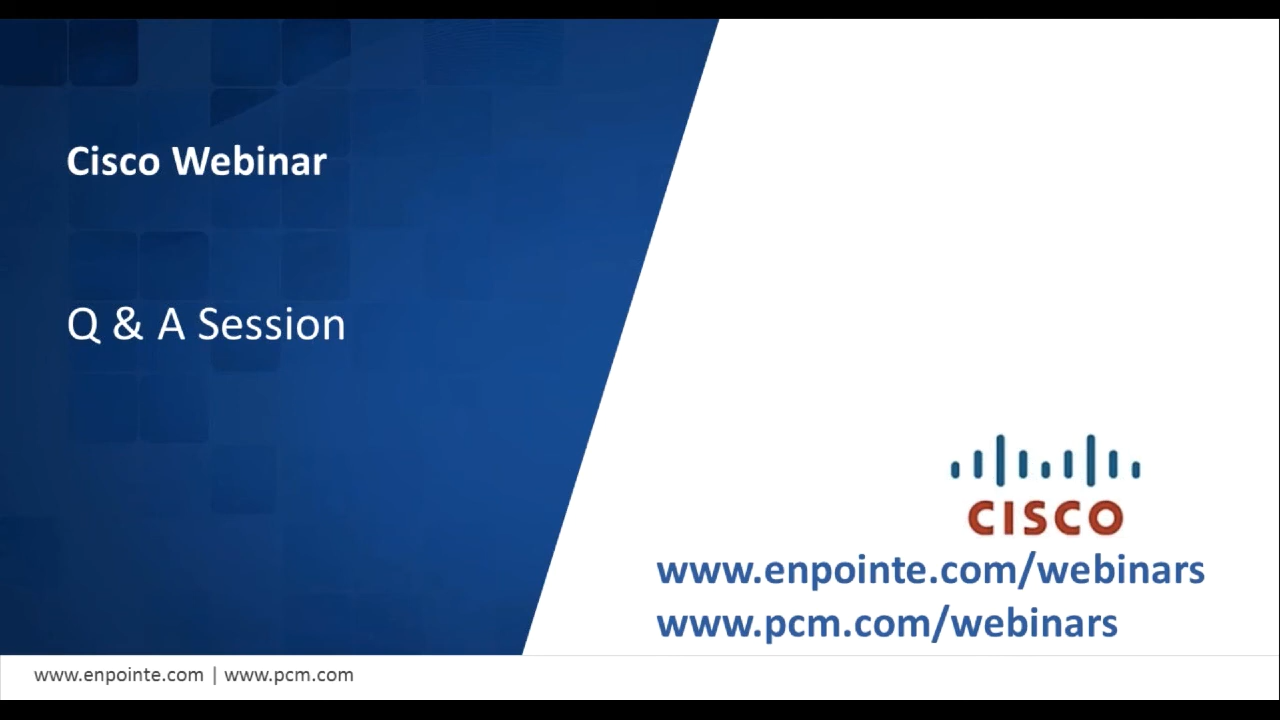 Cisco Webinar
Q & A Session
CISCO
www.enpointe.com/webinars
www.pcm.com/webinars
www.enpointe.com | www.pcm.com